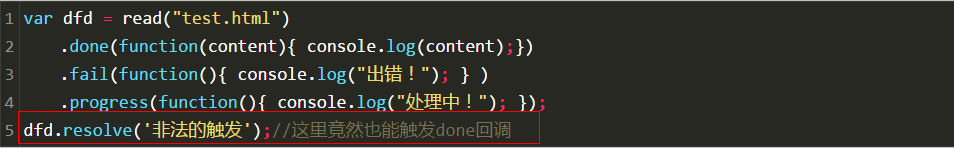 1 var dfd = read("test.html")
2 .done(function(content){ console.log(content);})
3 .fail(function(){ console.log("出错！"); } )
4 .progress(function(){ console.log("处理中！"); });
5 dfd.resolve('非法的触发');//这里竟然也能触发done回调